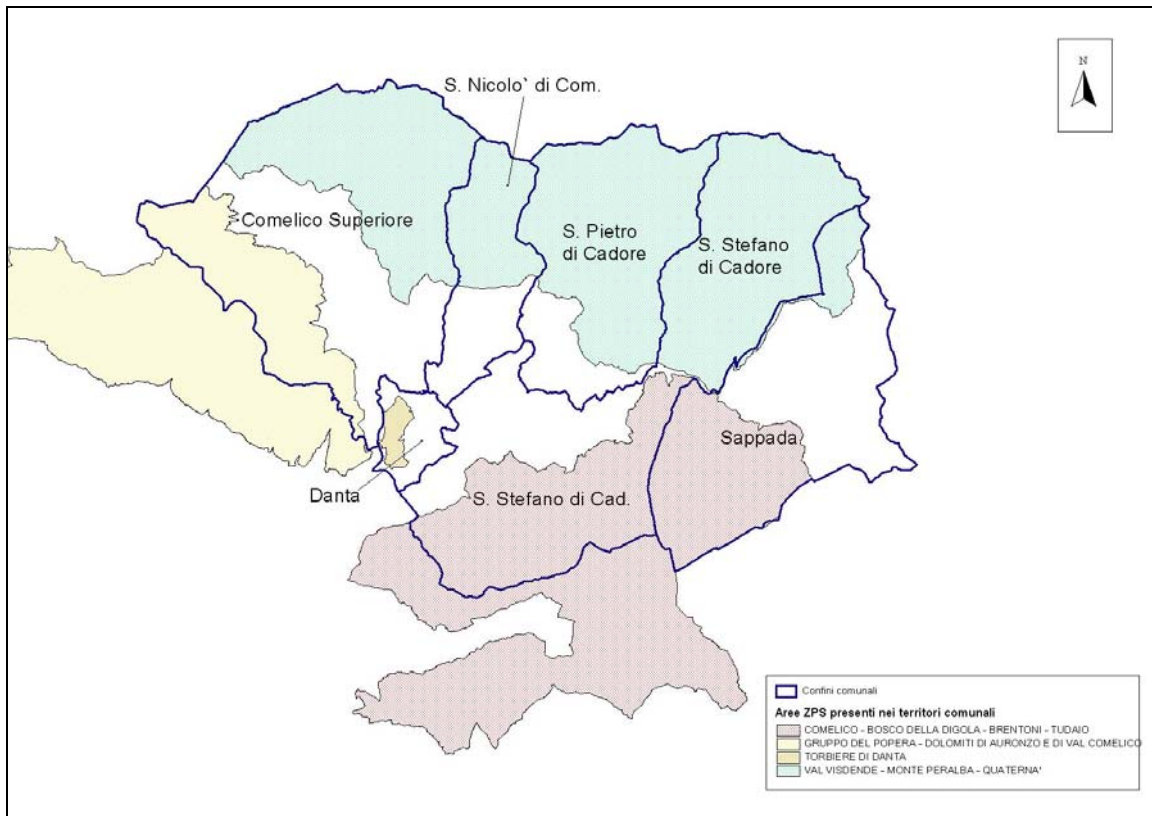 N
S. Nicolo` di Com.
Comelico Superiore
S. Pietro
di Cadore
S. Stefano
di Cadore
Sappada
Danta
S. Stefano di Cad.
Confini comunali
Aree ZPS presenti nei territori comunali
COMELICO - BOSCO DELLA DIGOLA - BRENTONI - TUDAIO
GRUPPO DEL POPERA - DOLOMITI DI AURONZO E DI VAL COMELICO
TORBIERE DI DANTA
VAL VISDENDE - MONTE PERALBA - QUATERNA'